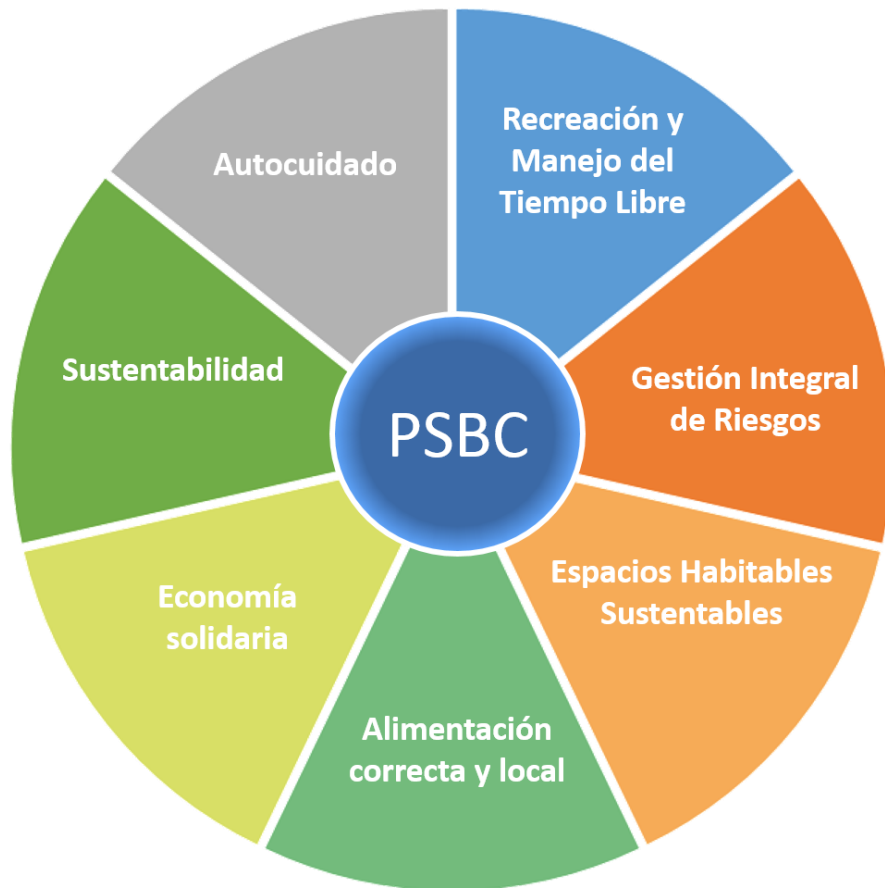 Recreación y
Manejo del
Tiempo Libre
Gestión Integral
de Riesgos
Espacios Habitables
Sustentables
Alimentación
correcta y local
Economía
solidaria
Sustentabilidad
Autocuidado
PSBC